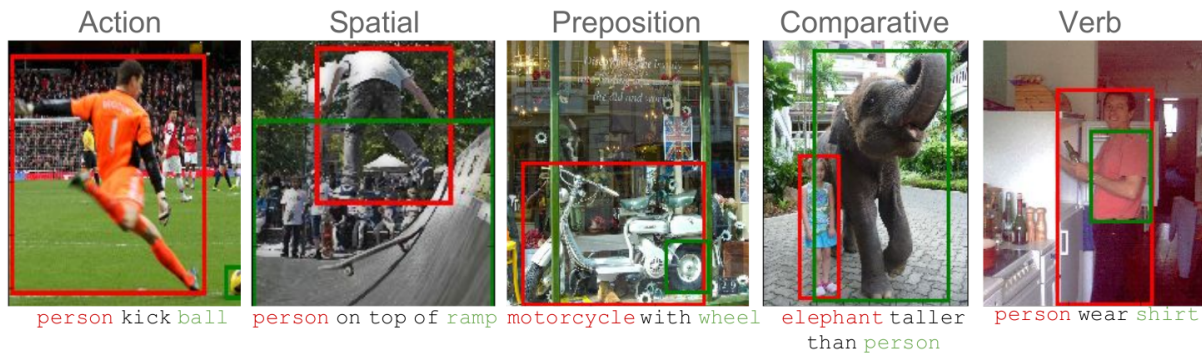 Action
Spatial
Preposition
Comparative
Verb
1
person kick ball
person on top of ramp
motorcycle with wheel
elephant taller
than person
person wear shirt